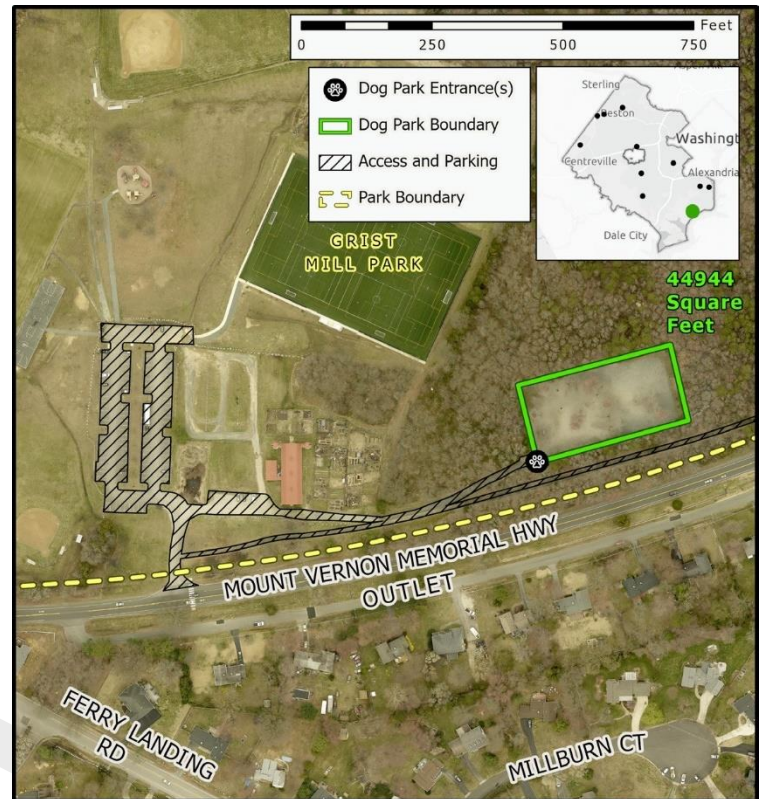 Feet
0 250 500 750
Dog Park Entrance(s)
Dog Park Boundary
Access and Parking
Park Boundary
Sterling
Reston
Washingt
Centreville
Alexandria
Dale City
GRIST
MILL PARK
44944
Square
Feet
MOUNT VERNON MEMORIAL HWY
OUTLET
FERRY LANDING
RD
MILLBURN CT